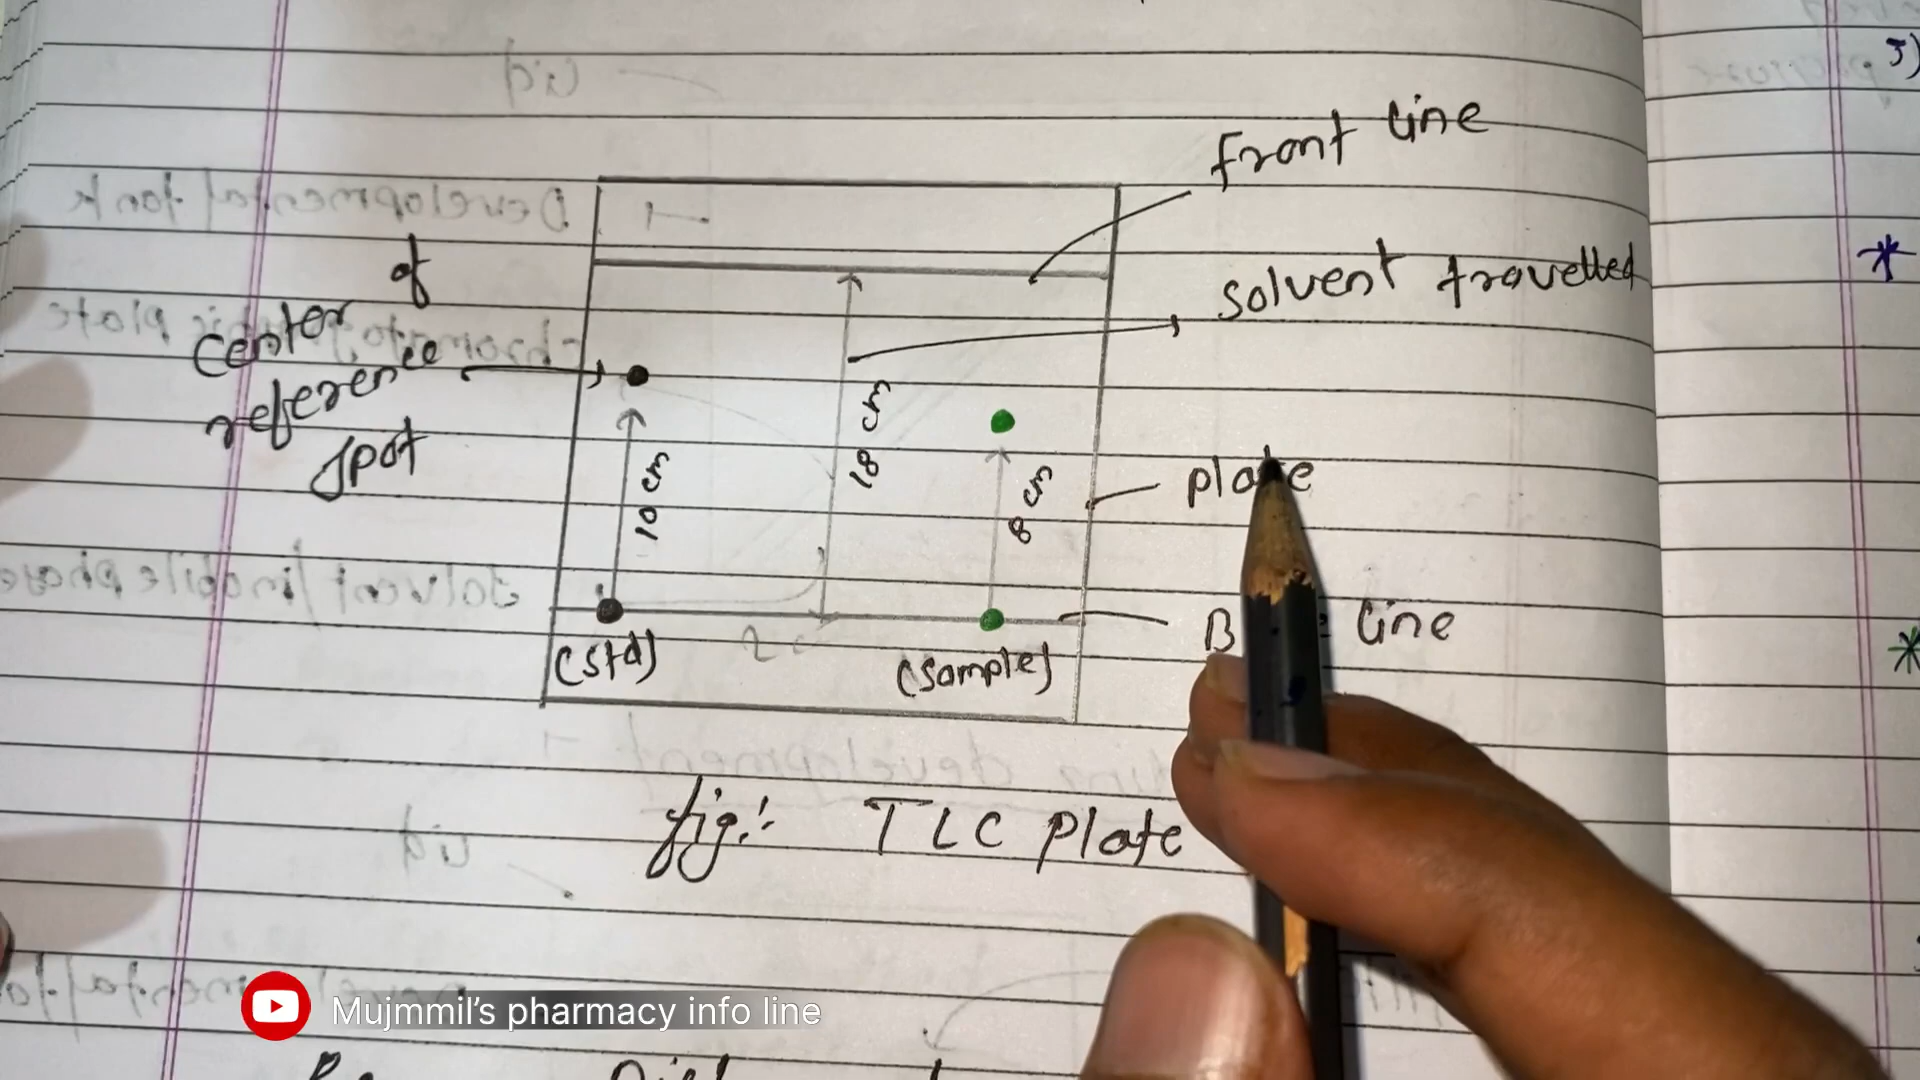 front line
solvent travelled
center of
reference
spot
18 cm
10 cm
8 cm
plate
line
(std)
(sample)
fig:- TLC plate
Mujmmil's pharmacy info line
5)
*
*